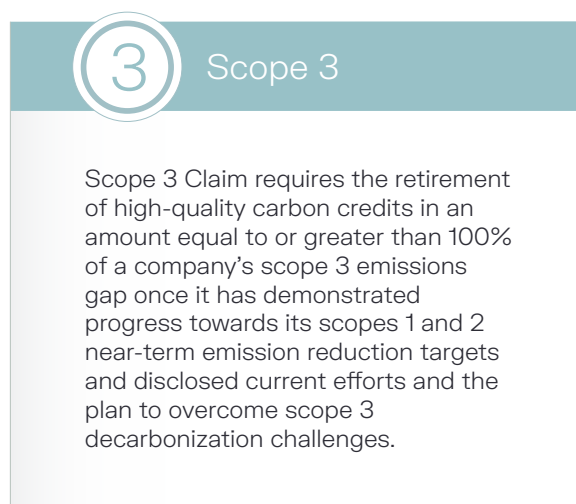 3
Scope 3
Scope 3 Claim requires the retirement
of high-quality carbon credits in an
amount equal to or greater than 100%
of a company’s scope 3 emissions
gap once it has demonstrated
progress towards its scopes 1 and 2
near-term emission reduction targets
and disclosed current efforts and the
plan to overcome scope 3
decarbonization challenges.